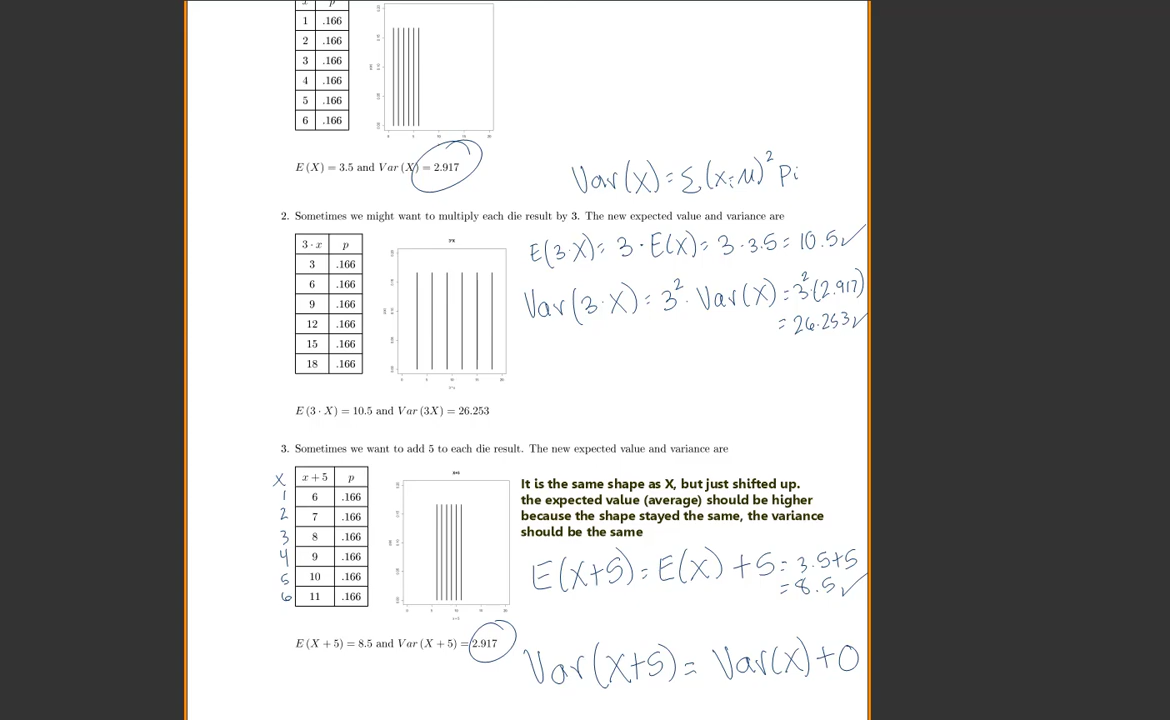 x p
1 .166
2 .166
3 .166
4 .166
5 .166
6 .166
E (X) = 3.5 and Var (X) = 2.917
Var(X) = Σ(xi-μ)² Pi
2. Sometimes we might want to multiply each die result by 3. The new expected value and variance are
3 · x p
3 .166
6 .166
9 .166
12 .166
15 .166
18 .166
E(3·X) = 3 · E(X) = 3 · 3.5 = 10.5 ✓
Var(3·X) = 3² · Var(X) = 3²·(2.917)
= 26.253 ✓
E (3 · X) = 10.5 and Var (3X) = 26.253
3. Sometimes we want to add 5 to each die result. The new expected value and variance are
X x + 5 p
1 6 .166
2 7 .166
3 8 .166
4 9 .166
5 10 .166
6 11 .166
It is the same shape as X, but just shifted up.
the expected value (average) should be higher
because the shape stayed the same, the variance
should be the same
E(X+5) = E(X) + 5 = 3.5+5
= 8.5 ✓
E (X + 5) = 8.5 and Var (X + 5) = 2.917
Var(X+5) = Var(X) + 0